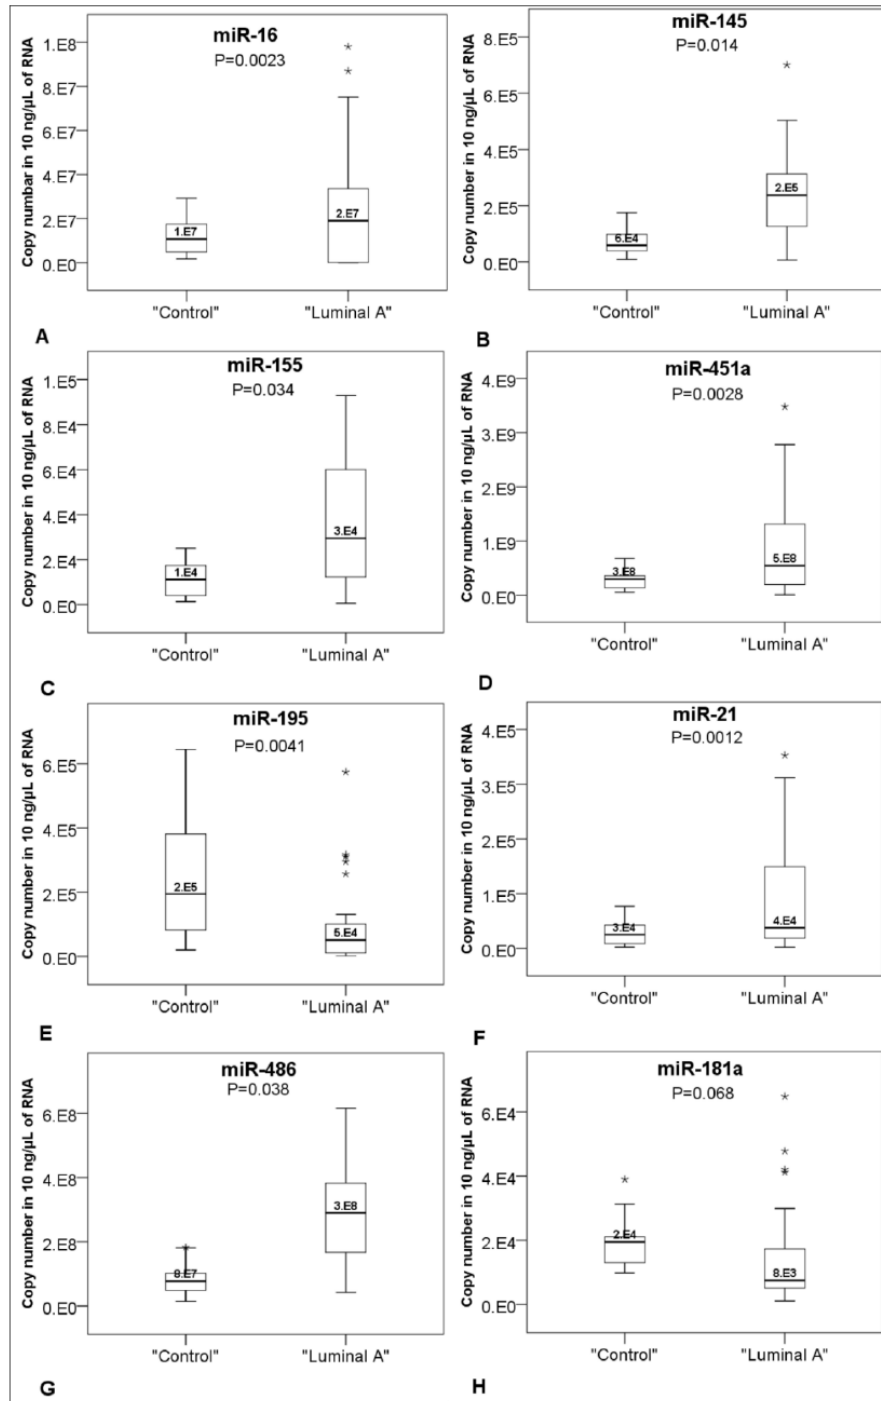 miR-16
P=0.0023
Copy numbar in 10 ng/µL of RNA
1.E8
8.E7
6.E7
4.E7
2.E7
0.E0
1.E7
2.E7
"Control"
"Luminal A"
A
miR-145
P=0.014
Copy number in 10 ng/µL of RNA
8.E5
6.E5
4.E5
2.E5
0.E0
6.E4
2.E5
"Control"
"Luminal A"
B
miR-155
P=0.034
Copy number in 10 ng/µL of RNA
1.E5
8.E4
6.E4
4.E4
2.E4
0.E0
1.E4
3.E4
"Control"
"Luminal A"
C
miR-451a
P=0.0028
Copy number in 10 ng/µL of RNA
4.E9
3.E9
2.E9
1.E9
0.E0
3.E8
5.E8
"Control"
"Luminal A"
D
miR-195
P=0.0041
Copy number in 10 ng/µL of RNA
6.E5
4.E5
2.E5
0.E0
2.E5
5.E4
"Control"
"Luminal A"
E
miR-21
P=0.0012
Copy number in 10 ng/µL of RNA
4.E5
3.E5
2.E5
1.E5
0.E0
3.E4
4.E4
"Control"
"Luminal A"
F
miR-486
P=0.038
Copy number in 10 ng/µL of RNA
6.E8
4.E8
2.E8
0.E0
8.E7
3.E8
"Control"
"Luminal A"
G
miR-181a
P=0.068
Copy number in 10 ng/µL of RNA
6.E4
4.E4
2.E4
0.E0
2.E4
8.E3
"Control"
"Luminal A"
H